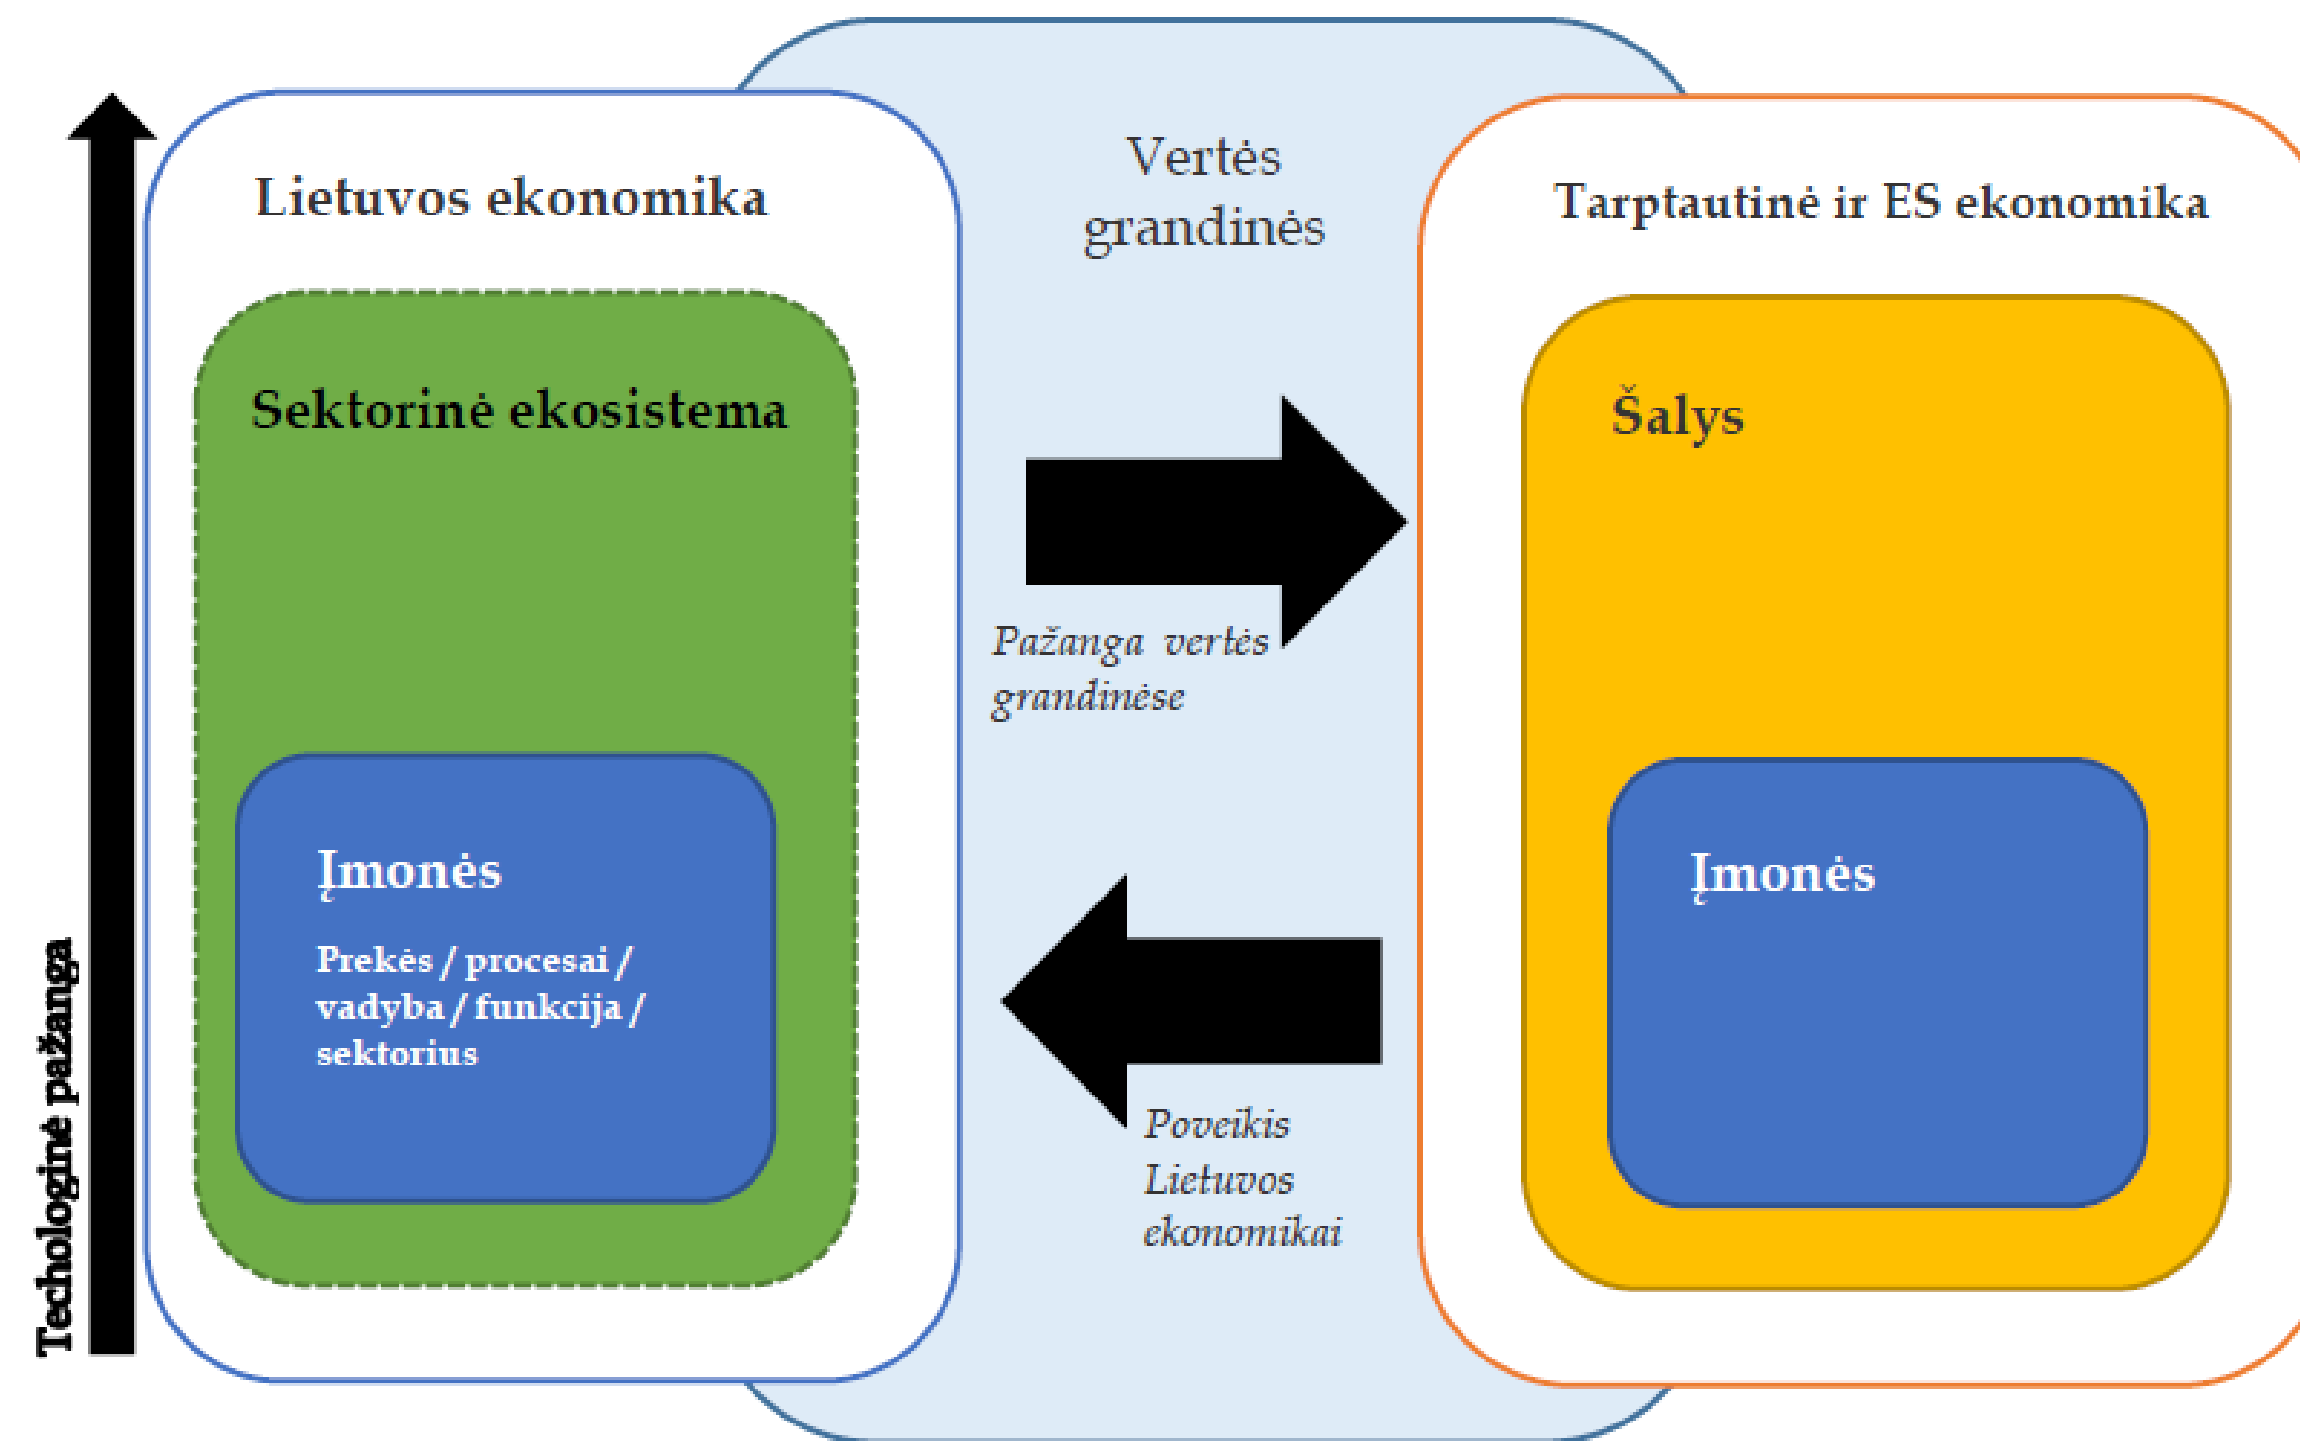 Techologinė pažanga
Lietuvos ekonomika
Sektorinė ekosistema
Įmonės
Prekės / procesai /
vadyba / funkcija /
sektorius
Vertės
grandinės
Pažanga vertės
grandinėse
Poveikis
Lietuvos
ekonomikai
Tarptautinė ir ES ekonomika
Šalys
Įmonės